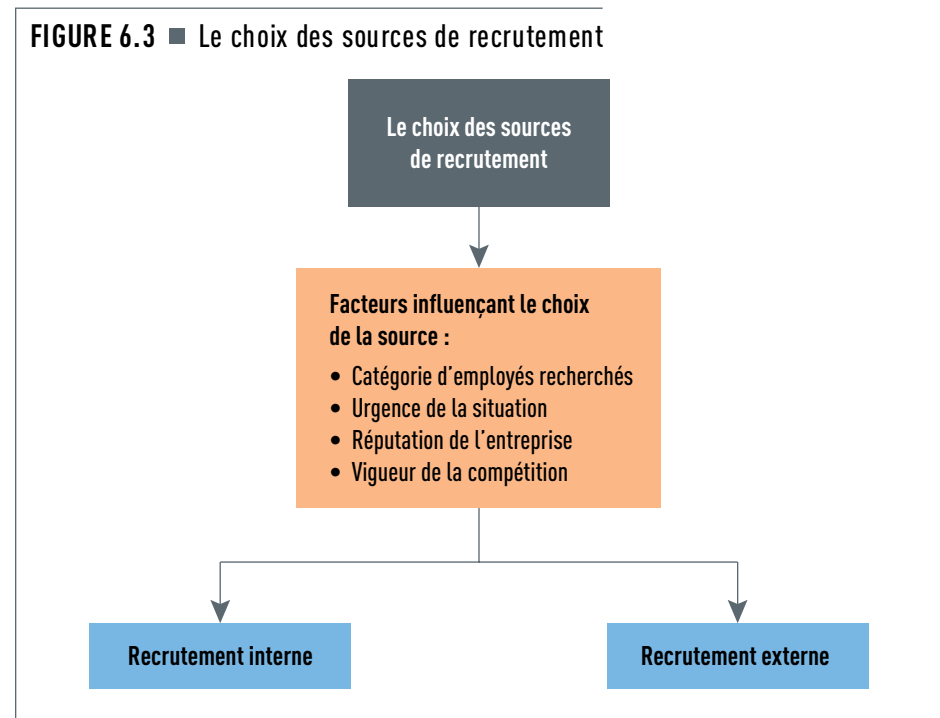 FIGURE 6.3 ■ Le choix des sources de recrutement
Le choix des sources
de recrutement
Facteurs influençant le choix
de la source :
• Catégorie d'employés recherchés
• Urgence de la situation
• Réputation de l'entreprise
• Vigueur de la compétition
Recrutement interne
Recrutement externe